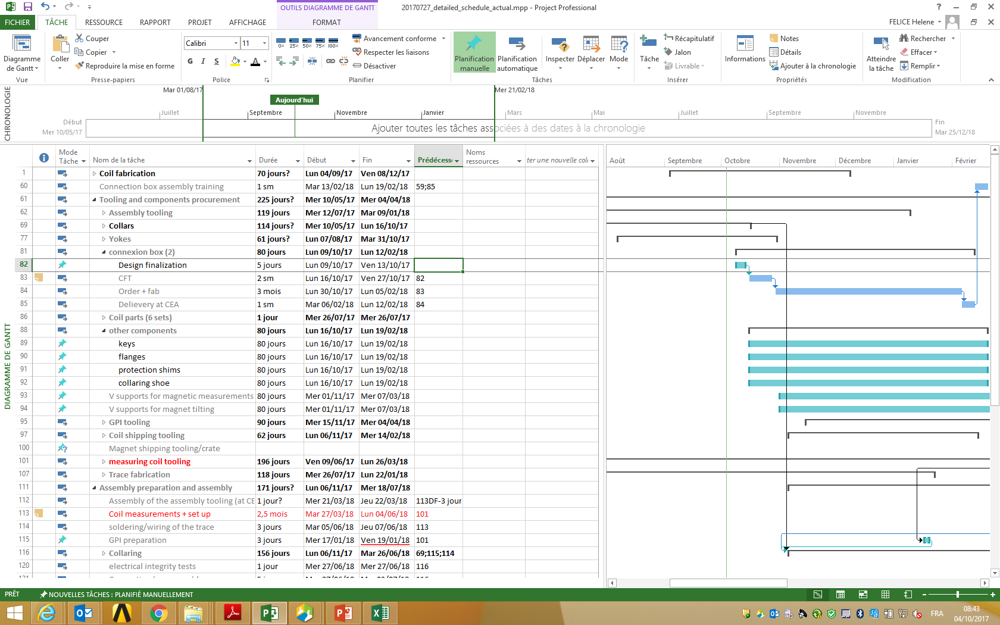 OUTILS DIAGRAMME DE GANTT
20170727_detailed_schedule_actual.mpp - Project Professional
FICHIER TÂCHE RESSOURCE RAPPORT PROJET AFFICHAGE FORMAT
FELICE Helene
Diagramme de Gantt
Vue
Coller
Couper
Copier
Reproduire la mise en forme
Presse-papiers
Calibri 11
G I S
Police
0% 25% 50% 75% 100%
Avancement conforme
Respecter les liaisons
Désactiver
Planifier
Planification manuelle
Planification automatique
Inspecter Déplacer Mode
Tâches
Tâche
Récapitulatif
Jalon
Livrable
Insérer
Informations
Notes
Détails
Ajouter à la chronologie
Propriétés
Atteindre la tâche
Rechercher
Effacer
Remplir
Modification
CHRONOLOGIE
Mar 01/08/17 Mer 21/02/18
Aujourd'hui
Juillet Septembre Novembre Janvier Mars Mai Juillet Septembre Novembre
Début
Mer 10/05/17
Ajouter toutes les tâches associées à des dates à la chronologie
Fin
Mar 25/12/18
DIAGRAMME DE GANTT
Mode Tâche Nom de la tâche Durée Début Fin Prédécess Noms ressources ter une nouvelle col
Août Septembre Octobre Novembre Décembre Janvier Février
1 Coil fabrication 70 jours? Lun 04/09/17 Ven 08/12/17
60 Connection box assembly training 1 sm Mar 13/02/18 Lun 19/02/18 59;85
61 Tooling and components procurement 225 jours? Mer 10/05/17 Mer 04/04/18
62 Assembly tooling 119 jours Mer 12/07/17 Mar 09/01/18
69 Collars 114 jours? Mer 10/05/17 Lun 16/10/17
77 Yokes 61 jours? Lun 07/08/17 Mar 31/10/17
81 connexion box (2) 80 jours Lun 09/10/17 Lun 12/02/18
82 Design finalization 5 jours Lun 09/10/17 Ven 13/10/17
83 CFT 2 sm Lun 16/10/17 Ven 27/10/17 82
84 Order + fab 3 mois Lun 30/10/17 Lun 05/02/18 83
85 Delievery at CEA 1 sm Mar 06/02/18 Lun 12/02/18 84
86 Coil parts (6 sets) 1 jour Mer 26/07/17 Mer 26/07/17
88 other components 80 jours Lun 16/10/17 Lun 19/02/18
89 keys 80 jours Lun 16/10/17 Lun 19/02/18
90 flanges 80 jours Lun 16/10/17 Lun 19/02/18
91 protection shims 80 jours Lun 16/10/17 Lun 19/02/18
92 collaring shoe 80 jours Lun 16/10/17 Lun 19/02/18
93 V supports for magnetic measurements 80 jours Mer 01/11/17 Mer 07/03/18
94 V supports for magnet tilting 80 jours Mer 01/11/17 Mer 07/03/18
95 GPI tooling 90 jours Mer 15/11/17 Mer 04/04/18
97 Coil shipping tooling 62 jours Lun 06/11/17 Mer 14/02/18
100 Magnet shipping tooling/crate
101 measuring coil tooling 196 jours Ven 09/06/17 Lun 26/03/18
107 Trace fabrication 118 jours Mer 26/07/17 Lun 22/01/18
111 Assembly preparation and assembly 171 jours? Lun 06/11/17 Mer 18/07/18
112 Assembly of the assembly tooling (at CE 1 jour? Mer 21/03/18 Jeu 22/03/18 113DF-3 jour
113 Coil measurements + set up 2,5 mois Mar 27/03/18 Lun 04/06/18 101
114 soldering/wiring of the trace 3 jours Mar 05/06/18 Jeu 07/06/18 113
115 GPI preparation 3 jours Mer 17/01/18 Ven 19/01/18 101
116 Collaring 156 jours Lun 06/11/17 Mar 26/06/18 69;115;114
120 electrical integrity tests 1 jour Mer 27/06/18 Mer 27/06/18 116
PRÊT NOUVELLES TÂCHES : PLANIFIÉ MANUELLEMENT
FRA
08:43
04/10/2017